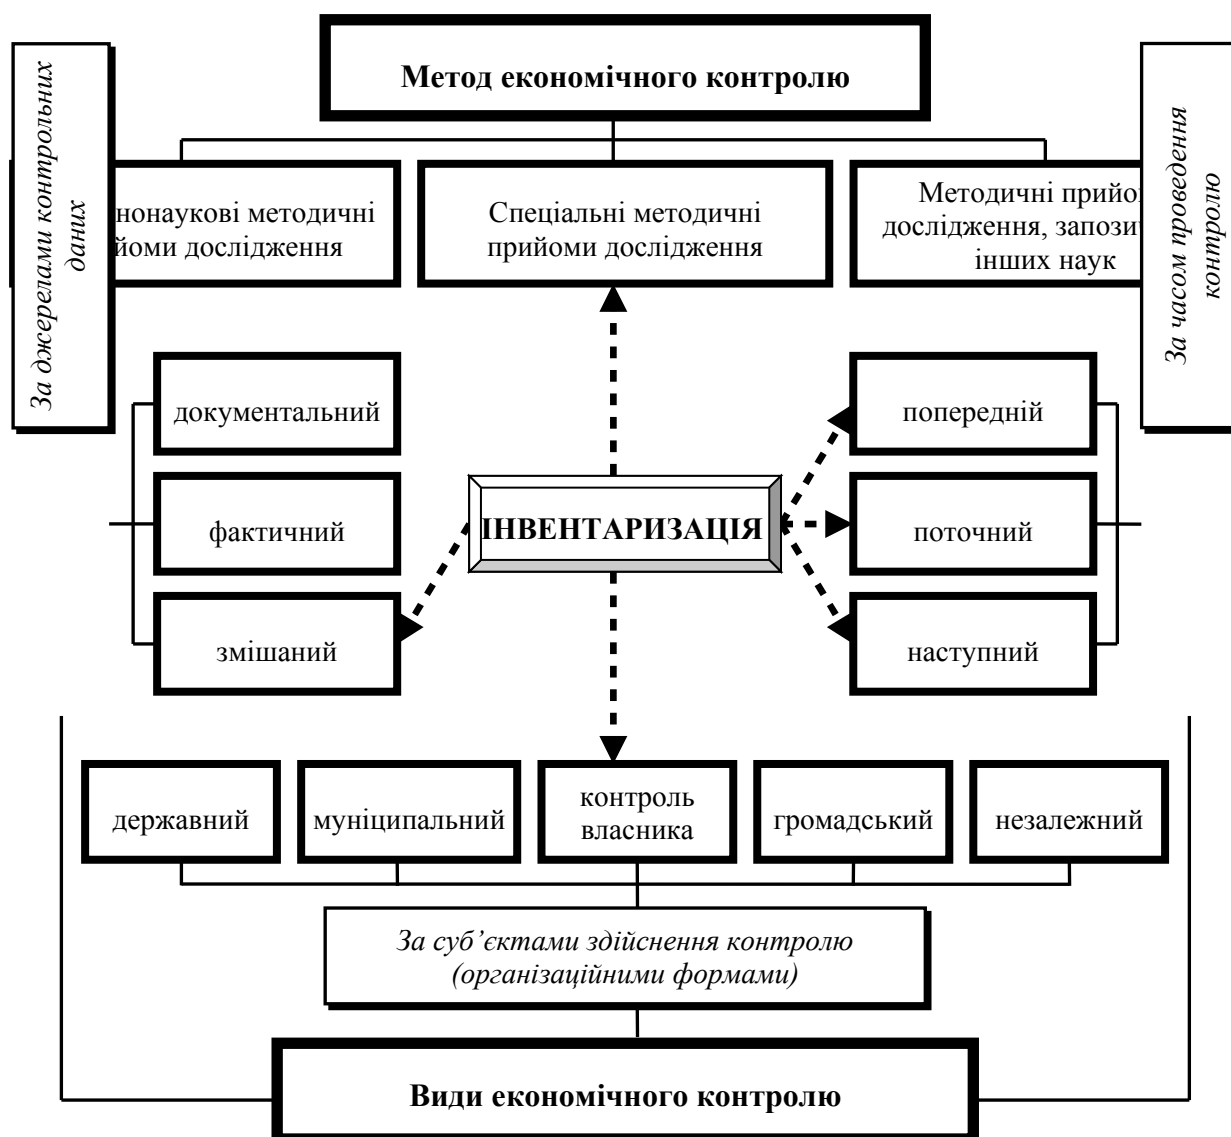 Метод економічного контролю
За джерелами контрольних
даних
За часом проведення
контролю
нонаукові методичні
йоми дослідження
Спеціальні методичні
прийоми дослідження
Методичні прийо
дослідження, запозич
інших наук
документальний
фактичний
змішаний
ІНВЕНТАРИЗАЦІЯ
попередній
поточний
наступний
державний
муніципальний
контроль
власника
громадський
незалежний
За суб’єктами здійснення контролю
(організаційними формами)
Види економічного контролю